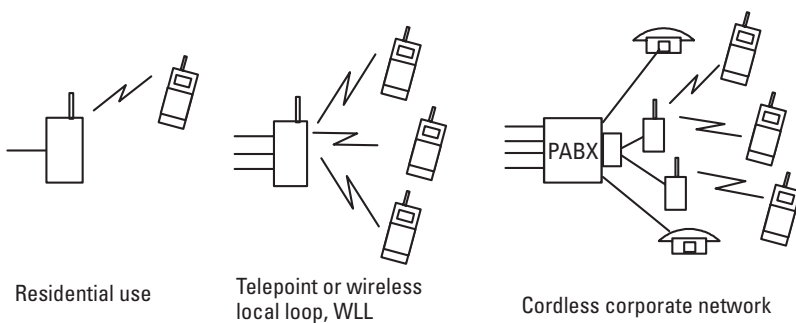 PABX
Residential use
Telepoint or wireless
local loop, WLL
Cordless corporate network